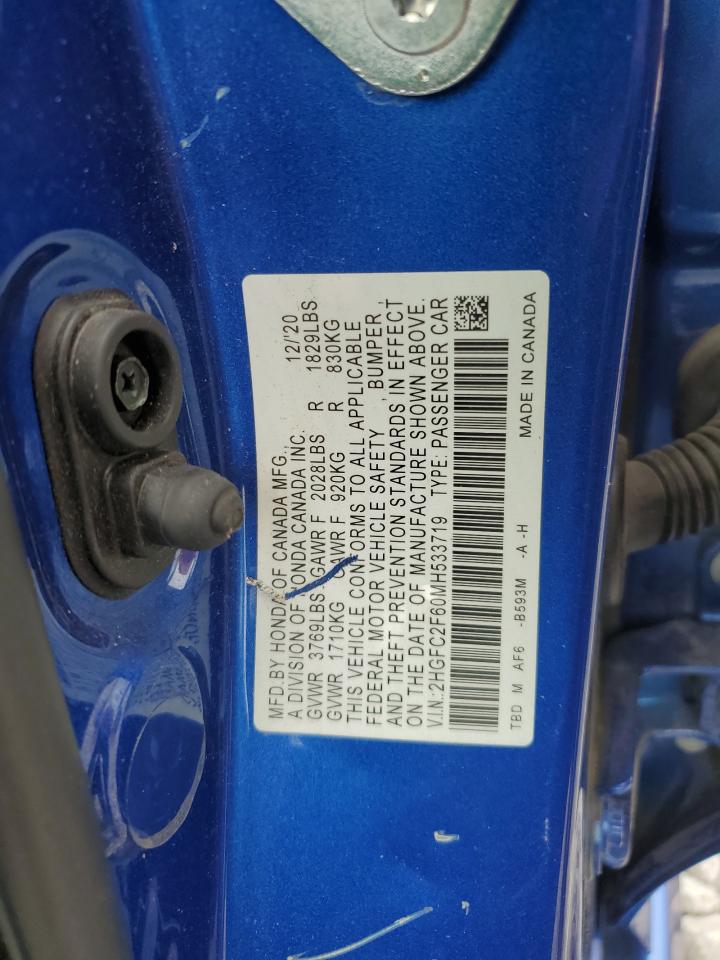 MFD.BY HONDA OF CANADA MFG., 12/'20
A DIVISION OF HONDA CANADA INC.
GVWR 3769LBS GAWR F 2028LBS R 1829LBS
GVWR 1710KG GAWR F 920KG R 830KG
THIS VEHICLE CONFORMS TO ALL APPLICABLE
FEDERAL MOTOR VEHICLE SAFETY , BUMPER ,
AND THEFT PREVENTION STANDARDS IN EFFECT
ON THE DATE OF MANUFACTURE SHOWN ABOVE.
V.I.N.:2HGFC2F60MH533719 TYPE: PASSENGER CAR
TBD M AF6 -B593M -A -H MADE IN CANADA